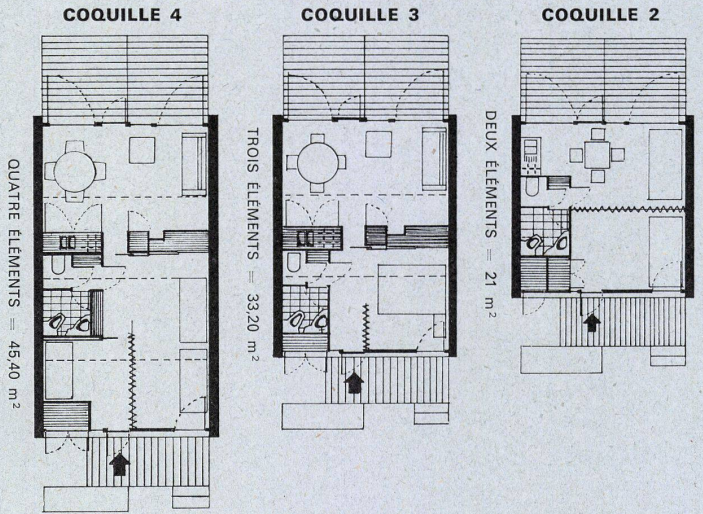 COQUILLE 4
QUATRE ÉLÉMENTS = 45,40 m²
COQUILLE 3
TROIS ÉLEMENTS = 33,20 m²
COQUILLE 2
DEUX ÉLÉMENTS = 21 m²